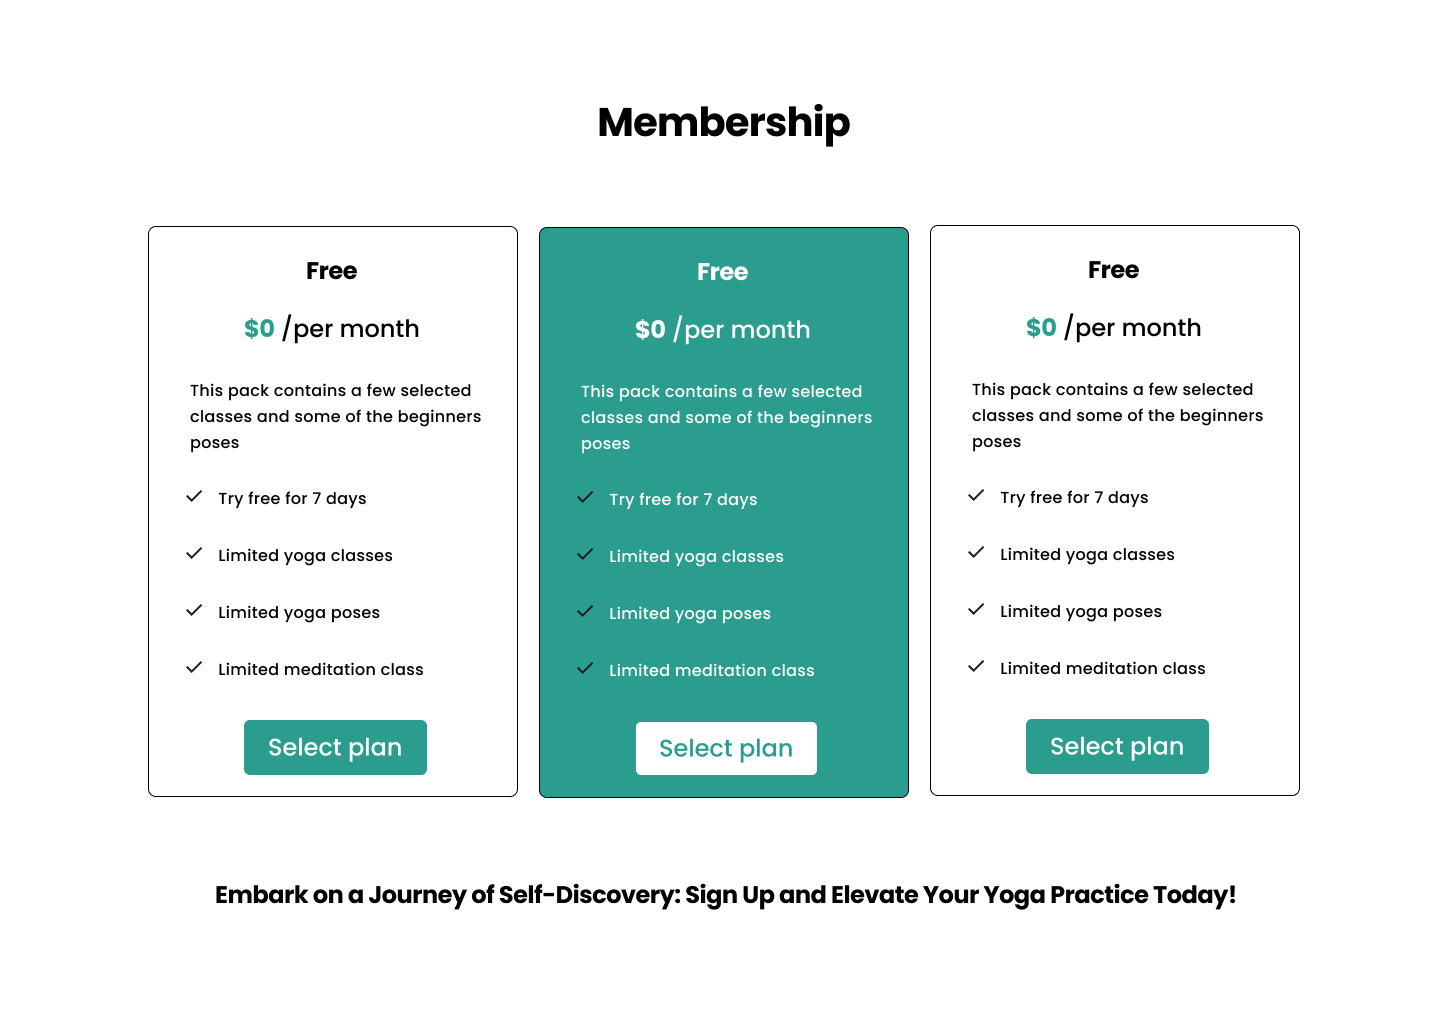 Membership
Free
$0 /per month
This pack contains a few selected
classes and some of the beginners
poses
Try free for 7 days
Limited yoga classes
Limited yoga poses
Limited meditation class
Select plan
Free
$0 /per month
This pack contains a few selected
classes and some of the beginners
poses
Try free for 7 days
Limited yoga classes
Limited yoga poses
Limited meditation class
Select plan
Free
$0 /per month
This pack contains a few selected
classes and some of the beginners
poses
Try free for 7 days
Limited yoga classes
Limited yoga poses
Limited meditation class
Select plan
Embark on a Journey of Self-Discovery: Sign Up and Elevate Your Yoga Practice Today!